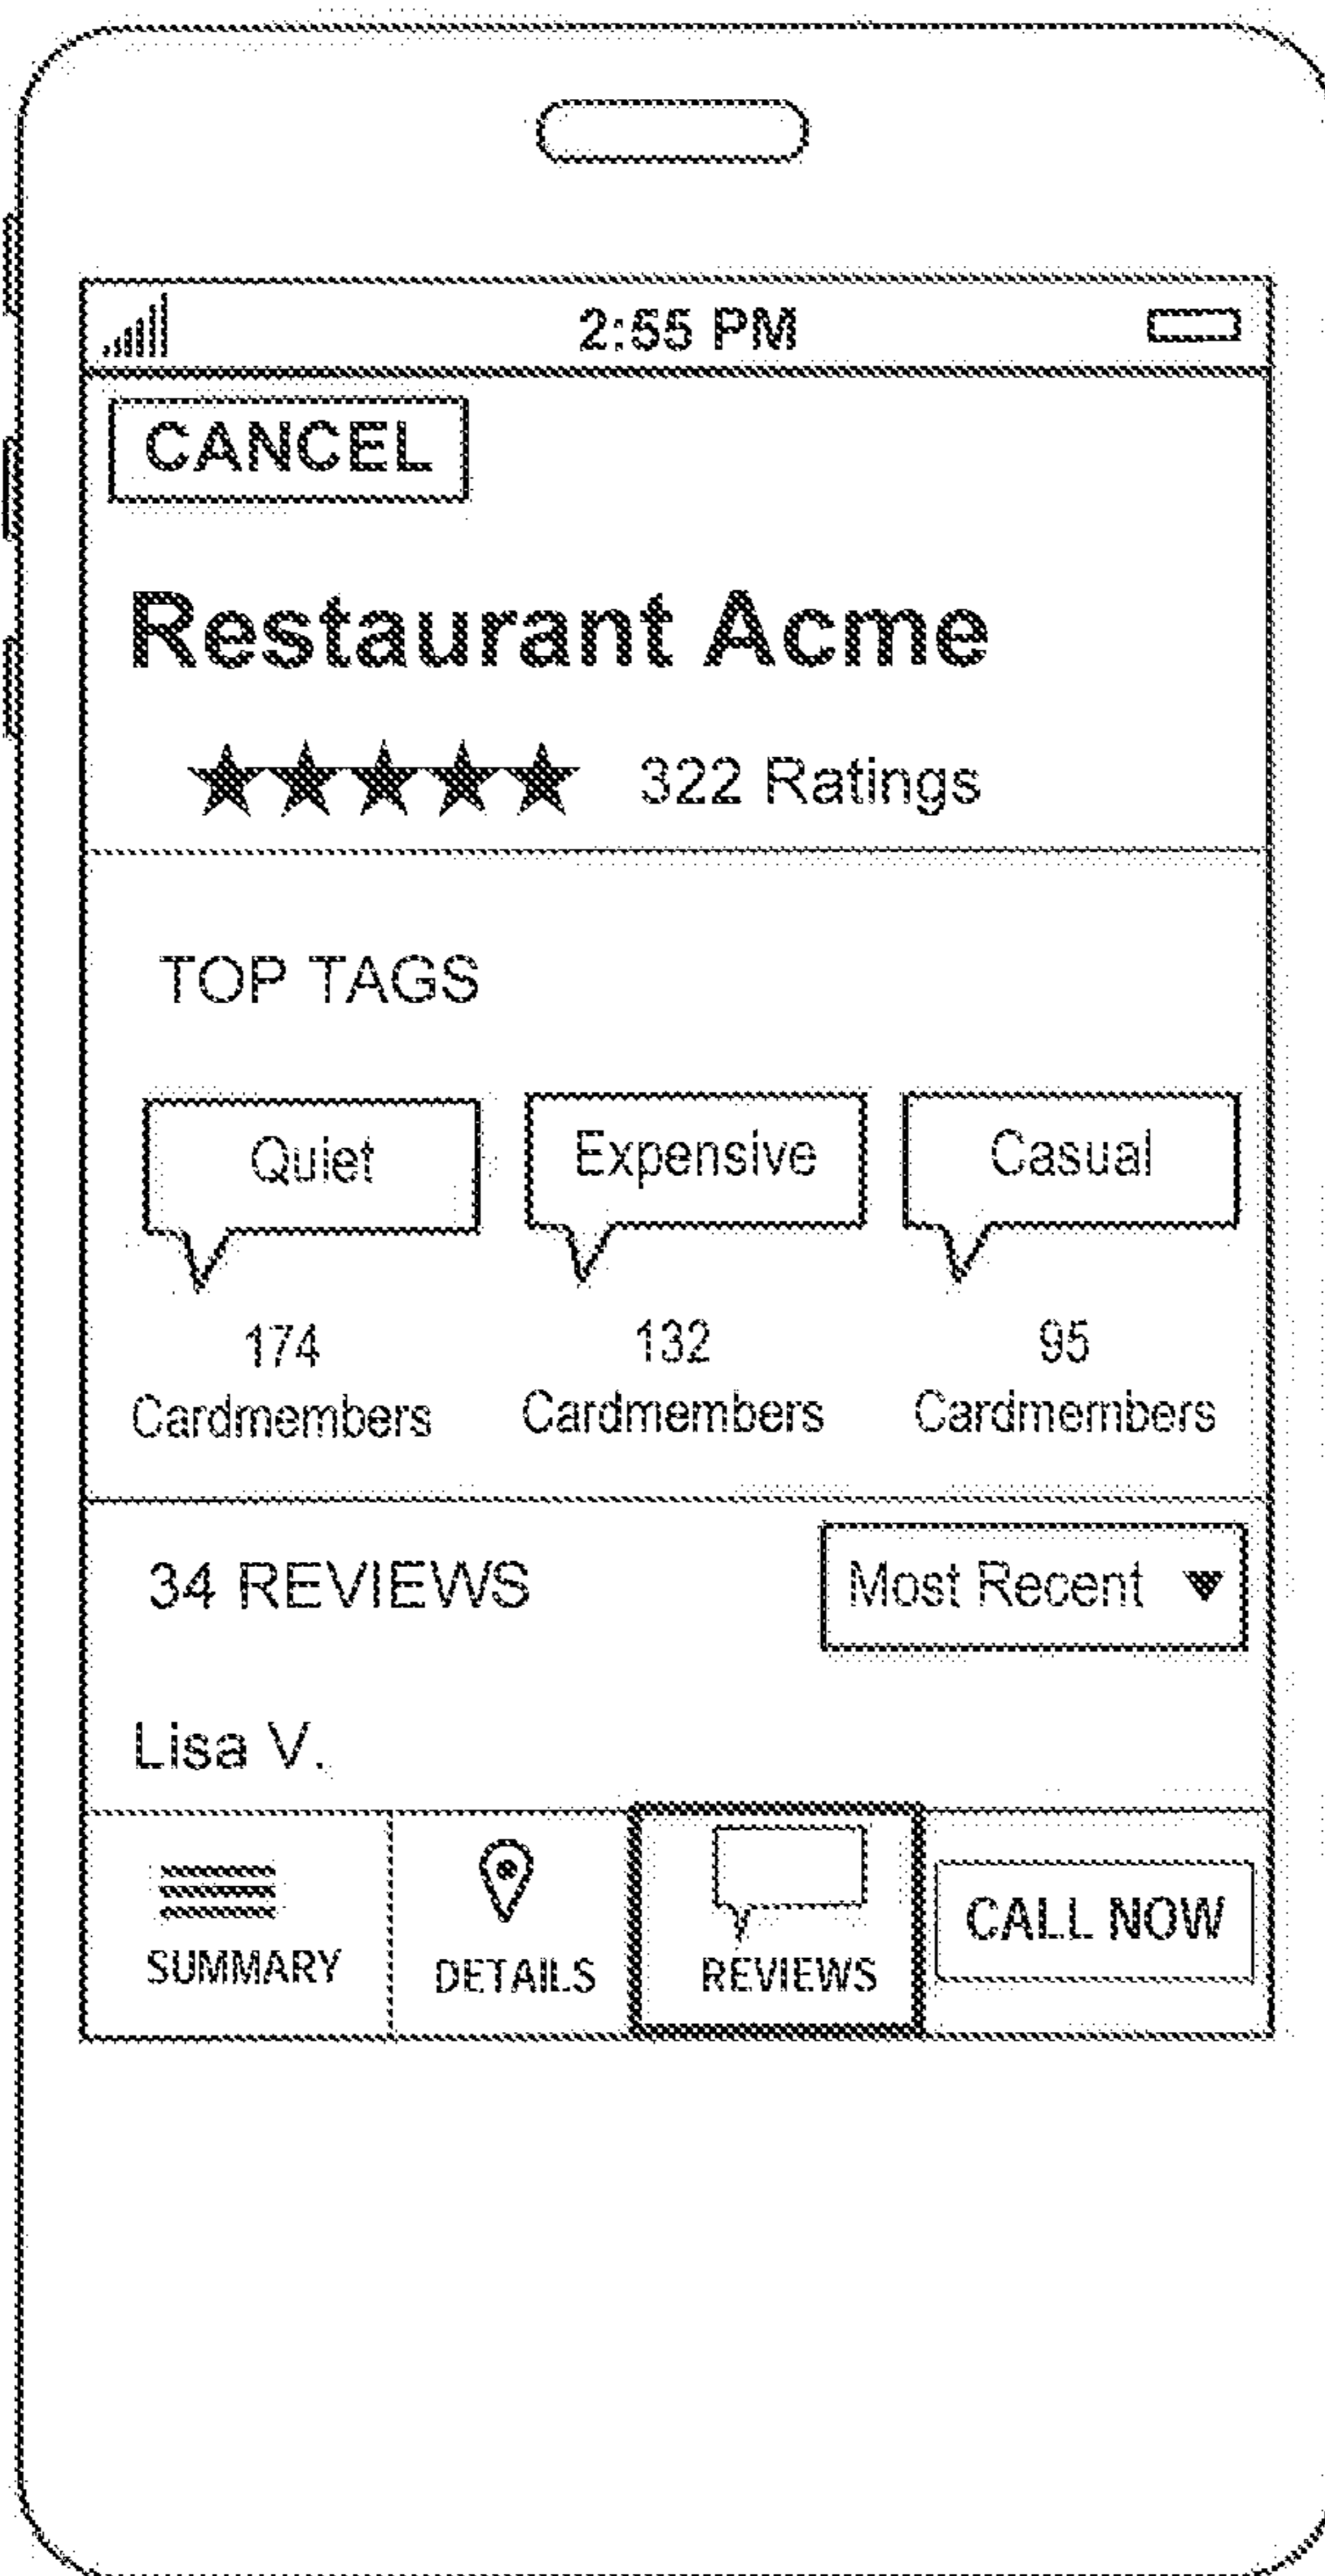 2:55 PM
CANCEL
Restaurant Acme
322 Ratings
TOP TAGS
Quiet Expensive Casual
174 132 95
Cardmembers Cardmembers Cardmembers
34 REVIEWS Most Recent
Lisa V.
SUMMARY DETAILS REVIEWS CALL NOW